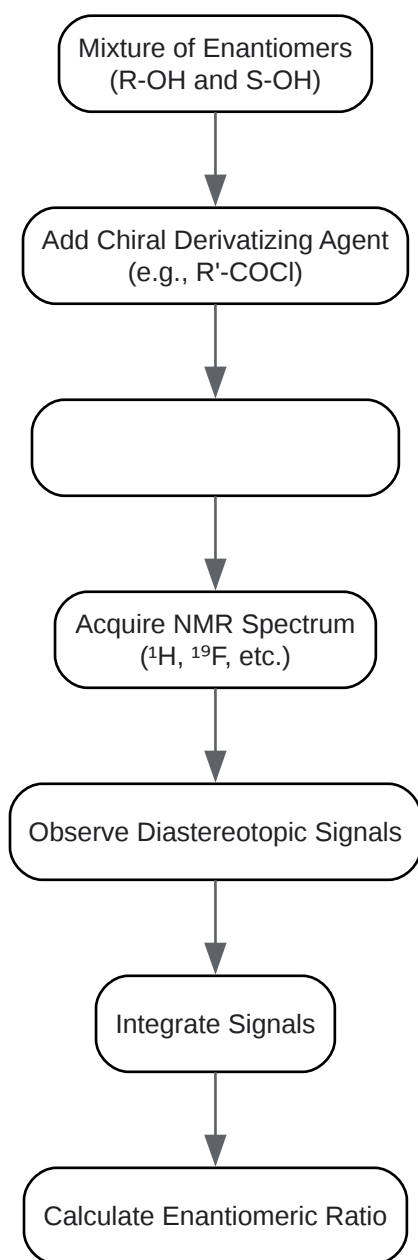 Mixture of Enantiomers
(R-OH and S-OH)
Add Chiral Derivatizing Agent
(e.g., R'-COCl)
Acquire NMR Spectrum
(¹H, ¹⁹F, etc.)
Observe Diastereotopic Signals
Integrate Signals
Calculate Enantiomeric Ratio